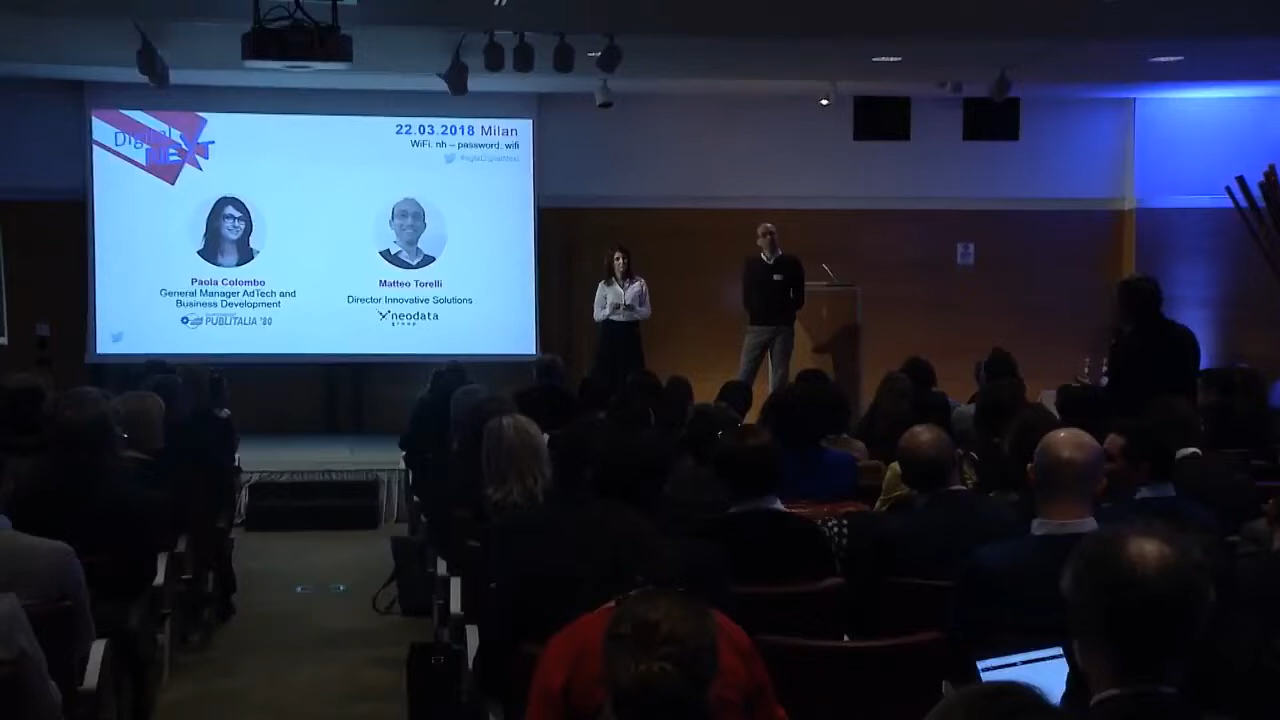 Digital
NEXT
22.03.2018 Milan
WiFi. nh – password. wifi
Paola Colombo
General Manager AdTech and
Business Development
PUBLITALIA '80
Matteo Torelli
Director Innovative Solutions
neodata
group